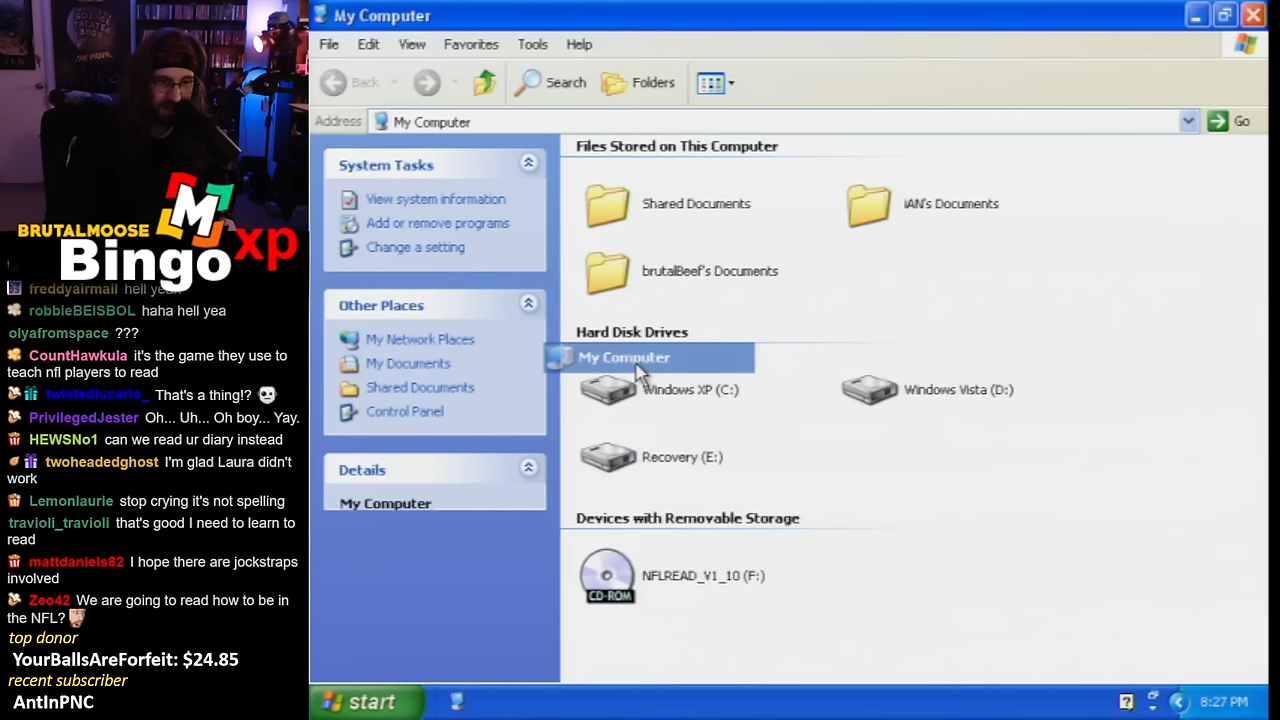 My Computer
File Edit View Favorites Tools Help
Back Search Folders
Address My Computer Go
System Tasks
View system information
Add or remove programs
Change a setting
Other Places
My Network Places
My Documents
Shared Documents
Control Panel
Details
My Computer
Files Stored on This Computer
Shared Documents
iAN's Documents
brutalBeef's Documents
Hard Disk Drives
My Computer
Windows XP (C:)
Windows Vista (D:)
Recovery (E:)
Devices with Removable Storage
CD-ROM
NFLREAD_V1_10 (F:)
start
8:27 PM
BRUTALMOOSE
M
Bingo xp
freddyairmail hell yeah
robbieBEISBOL haha hell yea
olyafromspace ???
CountHawkula it's the game they use to
teach nfl players to read
twistedlucario_ That's a thing!?
PrivilegedJester Oh... Uh... Oh boy... Yay.
HEWSNo1 can we read ur diary instead
twoheadedghost I'm glad Laura didn't
work
Lemonlaurie stop crying it's not spelling
travioli_travioli that's good I need to learn to
read
mattdaniels82 I hope there are jockstraps
involved
Zeo42 We are going to read how to be in
the NFL?
top donor
YourBallsAreForfeit: $24.85
recent subscriber
AntInPNC